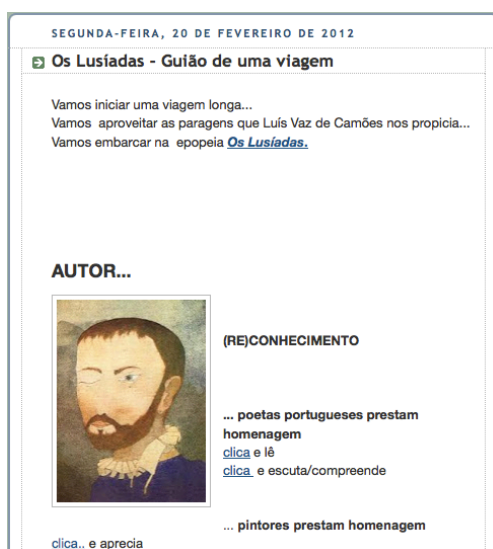 SEGUNDA-FEIRA, 20 DE FEVEREIRO DE 2012
Os Lusíadas - Guião de uma viagem
Vamos iniciar uma viagem longa...
Vamos aproveitar as paragens que Luís Vaz de Camões nos propicia...
Vamos embarcar na epopeia Os Lusíadas.
AUTOR...
(RE)CONHECIMENTO
... poetas portugueses prestam
homenagem
clica e lê
clica e escuta/compreende
... pintores prestam homenagem
clica.. e aprecia